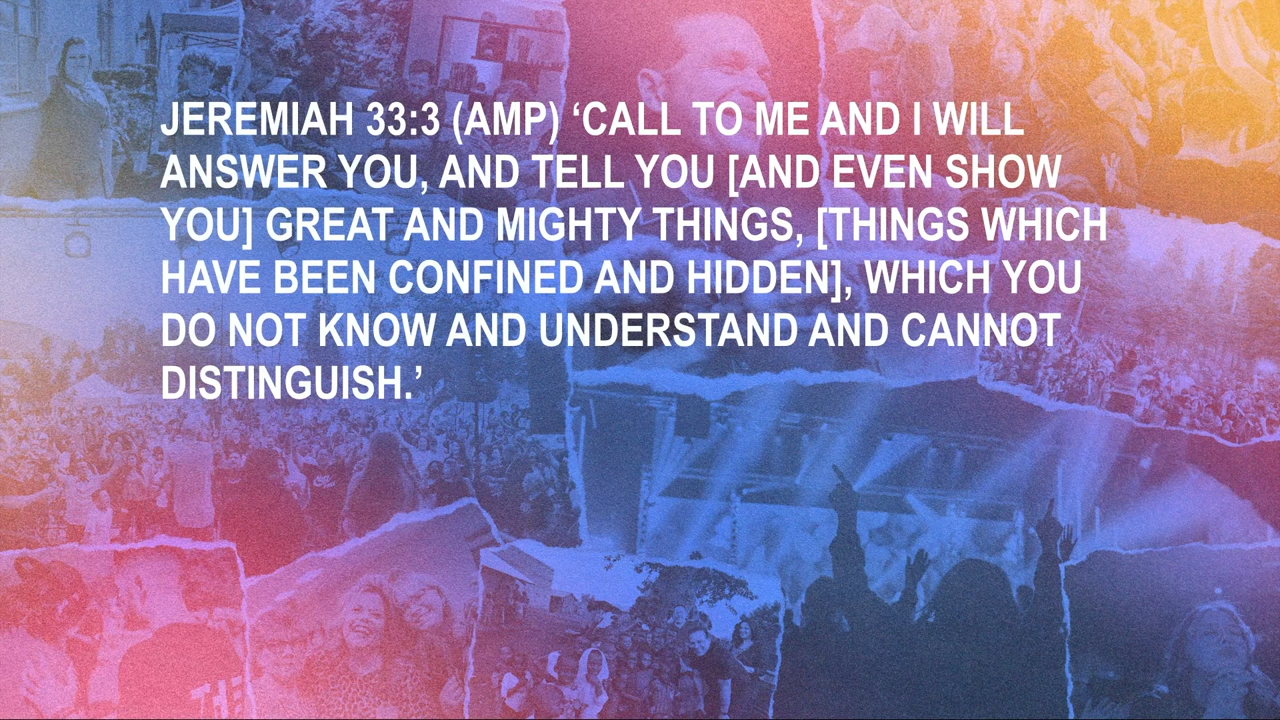 JEREMIAH 33:3 (AMP) ‘CALL TO ME AND I WILL
ANSWER YOU, AND TELL YOU [AND EVEN SHOW
YOU] GREAT AND MIGHTY THINGS, [THINGS WHICH
HAVE BEEN CONFINED AND HIDDEN], WHICH YOU
DO NOT KNOW AND UNDERSTAND AND CANNOT
DISTINGUISH.’